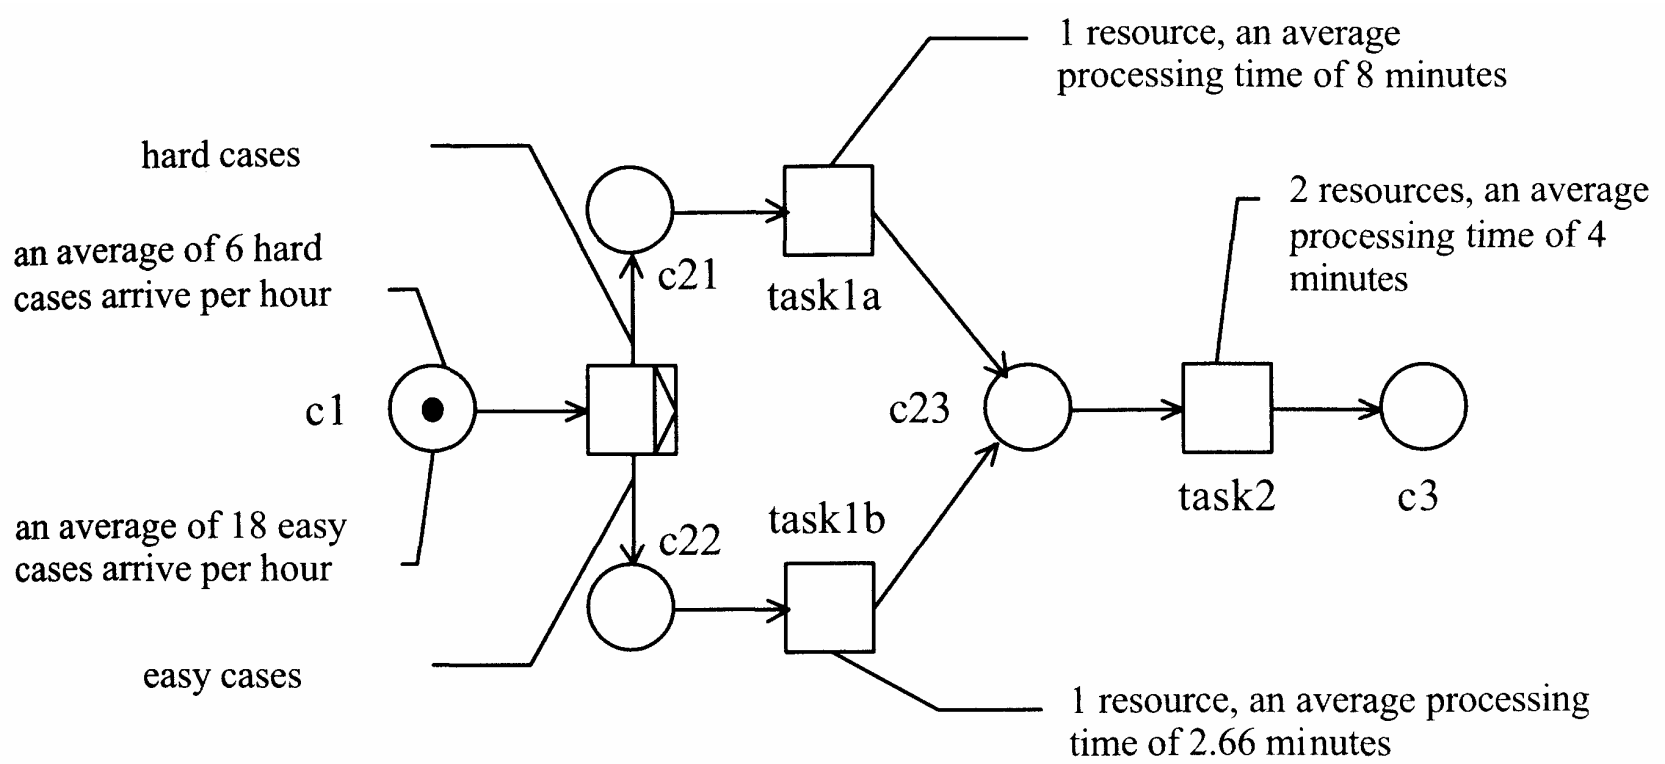 1 resource, an average
processing time of 8 minutes
hard cases
2 resources, an average
processing time of 4
minutes
an average of 6 hard
cases arrive per hour
c21
task1a
c1
c23
task2
c3
an average of 18 easy
cases arrive per hour
c22
task1b
easy cases
1 resource, an average processing
time of 2.66 minutes